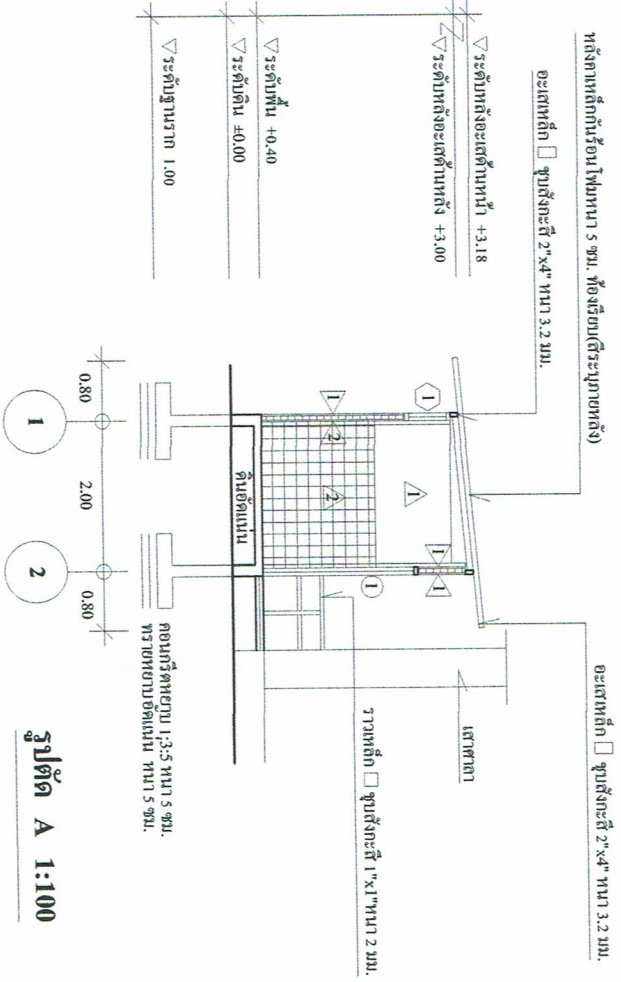 หลังคาเหล็กกันร้อนโฟมหนา 5 ซม. ท้องเรียบ(สีระบุภายหลัง)
อะเสเหล็ก ☐ ชุบสังกะสี 2"x4" หนา 3.2 มม.
อะเสเหล็ก ☐ ชุบสังกะสี 2"x4" หนา 3.2 มม.
▽ระดับหลังอะเสด้านหน้า +3.18
▽ระดับหลังอะเสด้านหลัง +3.00
▽ระดับพื้น +0.40
▽ระดับดิน ±0.00
▽ระดับฐานราก 1.00
เสาศาลา
ราวเหล็ก ☐ ชุบสังกะสี 1"x1"หนา 2 มม.
1
1
1
1
1
2
2
1
ดินอัดแน่น
คอนกรีตหยาบ 1;3:5 หนา 5 ซม.
ทรายหยาบอัดแน่น หนา 5 ซม.
0.80
2.00
0.80
1
2
รูปตัด A 1:100